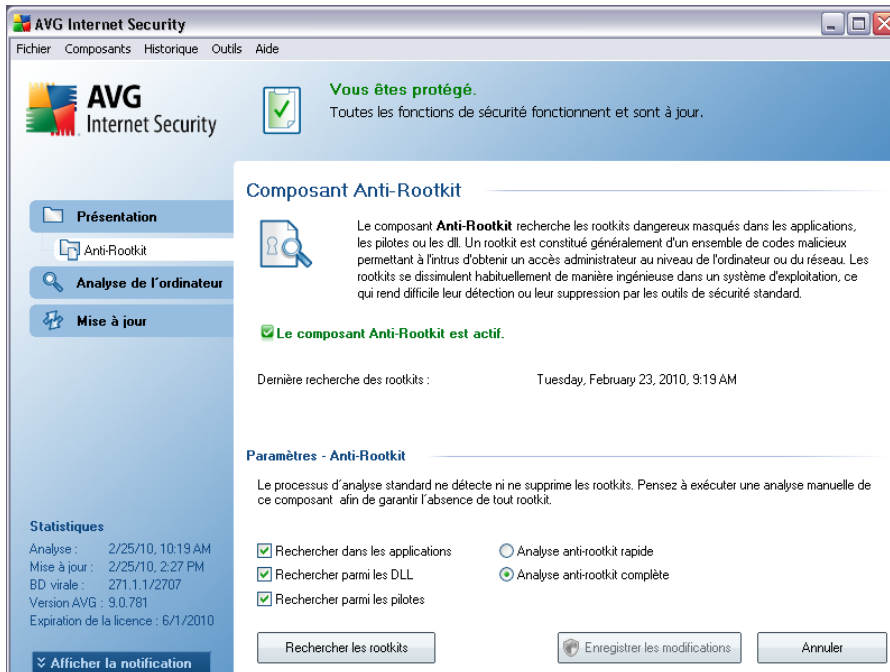 AVG Internet Security
Fichier Composants Historique Outils Aide
AVG
Internet Security
Vous êtes protégé.
Toutes les fonctions de sécurité fonctionnent et sont à jour.
Présentation
Anti-Rootkit
Analyse de l'ordinateur
Mise à jour
Composant Anti-Rootkit
Le composant Anti-Rootkit recherche les rootkits dangereux masqués dans les applications,
les pilotes ou les dll. Un rootkit est constitué généralement d'un ensemble de codes malicieux
permettant à l'intrus d'obtenir un accès administrateur au niveau de l'ordinateur ou du réseau. Les
rootkits se dissimulent habituellement de manière ingénieuse dans un système d'exploitation, ce
qui rend difficile leur détection ou leur suppression par les outils de sécurité standard.
Le composant Anti-Rootkit est actif.
Dernière recherche des rootkits : Tuesday, February 23, 2010, 9:19 AM
Paramètres - Anti-Rootkit
Le processus d'analyse standard ne détecte ni ne supprime les rootkits. Pensez à exécuter une analyse manuelle de
ce composant afin de garantir l'absence de tout rootkit.
Rechercher dans les applications
Rechercher parmi les DLL
Rechercher parmi les pilotes
Analyse anti-rootkit rapide
Analyse anti-rootkit complète
Rechercher les rootkits
Enregistrer les modifications
Annuler
Statistiques
Analyse : 2/25/10, 10:19 AM
Mise à jour : 2/25/10, 2:27 PM
BD virale : 271.1.1/2707
Version AVG : 9.0.781
Expiration de la licence : 6/1/2010
Afficher la notification